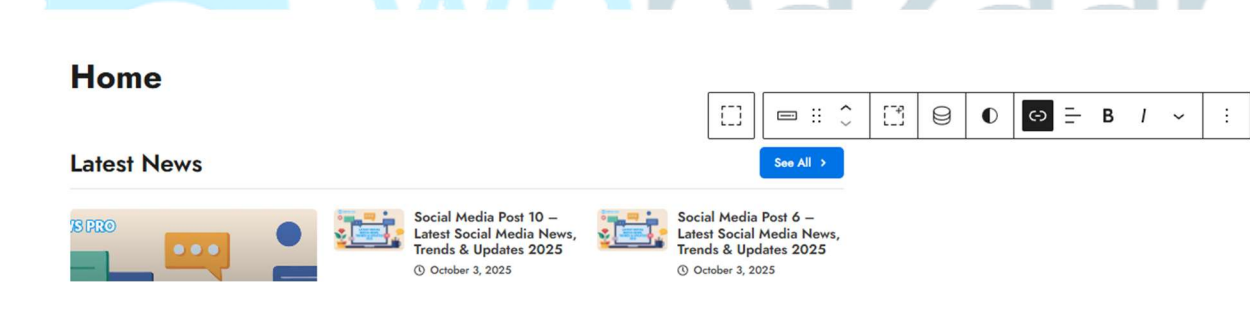 Home
Latest News
See All
B I
WS PRO
Social Media Post 10 –
Latest Social Media News,
Trends & Updates 2025
October 3, 2025
Social Media Post 6 –
Latest Social Media News,
Trends & Updates 2025
October 3, 2025